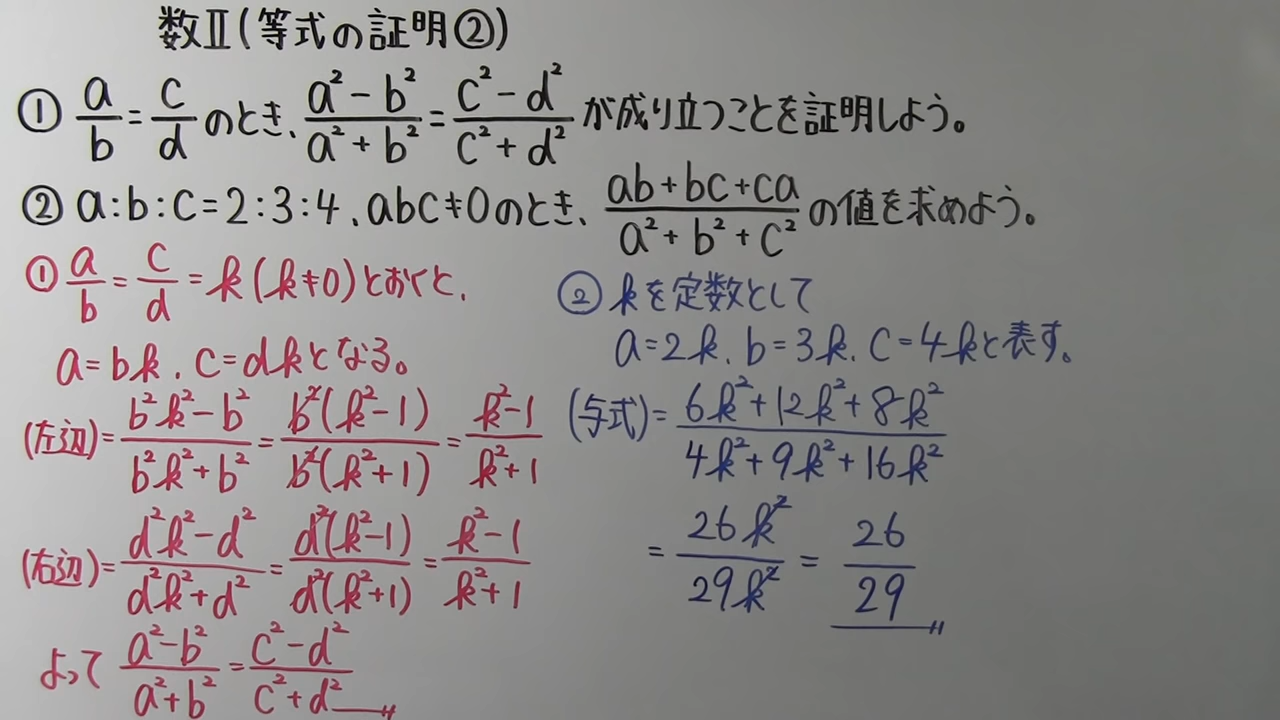 数Ⅱ(等式の証明②)
① a/b = c/d のとき、(a²-b²)/(a²+b²) = (c²-d²)/(c²+d²) が成り立つことを証明しよう。
② a:b:c=2:3:4、abc≠0のとき、(ab+bc+ca)/(a²+b²+c²) の値を求めよう。
① a/b = c/d = k (k≠0)とおくと、
a=bk、c=dkとなる。
(左辺)= (b²k²-b²)/(b²k²+b²) = b²(k²-1)/b²(k²+1) = (k²-1)/(k²+1)
(右辺)= (d²k²-d²)/(d²k²+d²) = d²(k²-1)/d²(k²+1) = (k²-1)/(k²+1)
よって (a²-b²)/(a²+b²) = (c²-d²)/(c²+d²)
② kを定数として
a=2k、b=3k、c=4kと表す。
(与式)= (6k²+12k²+8k²)/(4k²+9k²+16k²)
= 26k²/29k² = 26/29